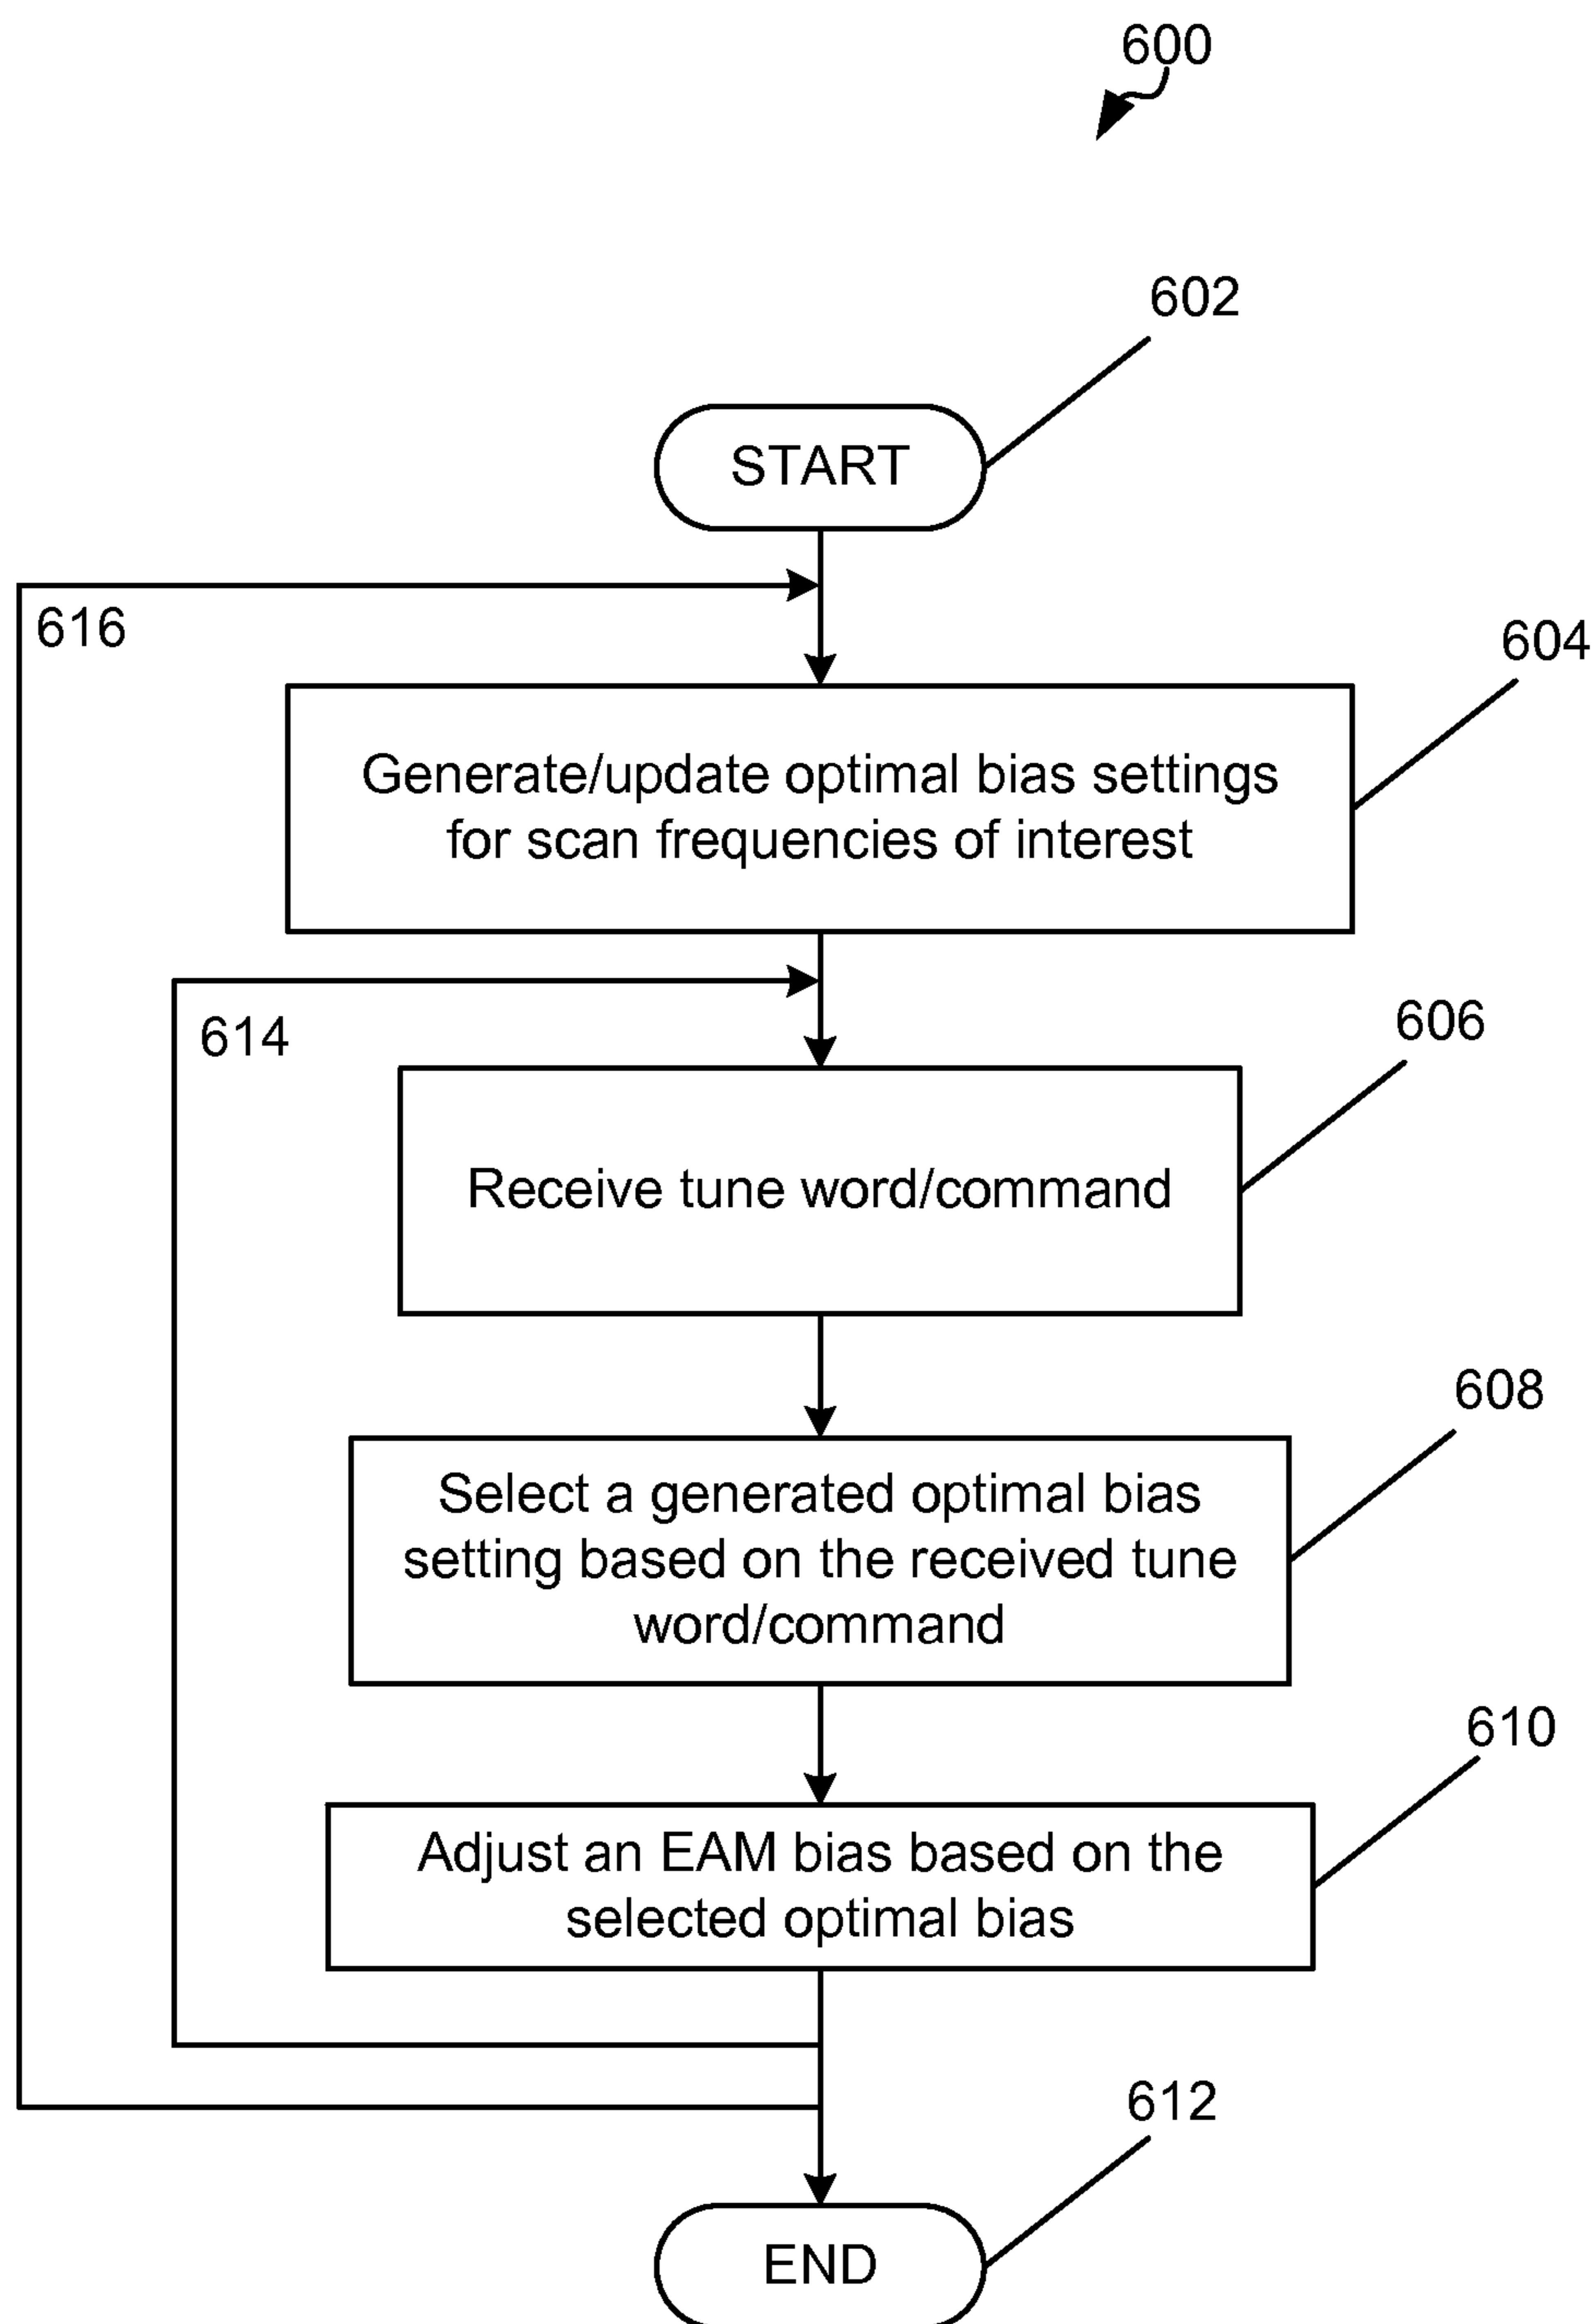 600
602
START
616
604
Generate/update optimal bias settings
for scan frequencies of interest
614
606
Receive tune word/command
608
Select a generated optimal bias
setting based on the received tune
word/command
610
Adjust an EAM bias based on the
selected optimal bias
612
END